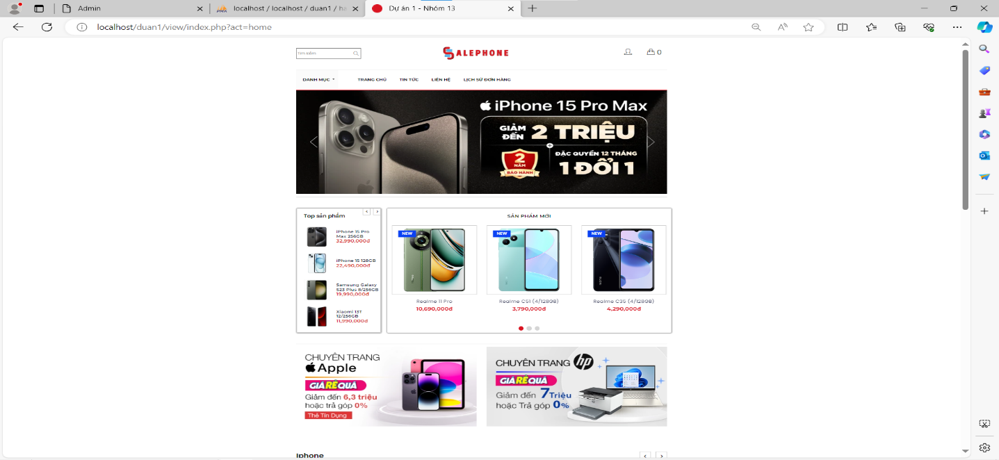 Admin
localhost / localhost / duan1 / ha
Dự án 1 - Nhóm 13
localhost/duan1/view/index.php?act=home
Tìm kiếm
SALEPHONE
0
DANH MỤC
TRANG CHỦ
TIN TỨC
LIÊN HỆ
LỊCH SỬ ĐƠN HÀNG
iPhone 15 Pro Max
GIẢM ĐẾN 2 TRIỆU
+
2 NĂM BẢO HÀNH
ĐẶC QUYỀN 12 THÁNG
1 ĐỔI 1
Top sản phẩm
iPhone 15 Pro
Max 256GB
32,990,000đ
iPhone 15 128GB
22,490,000đ
Samsung Galaxy
S23 Plus 8/256GB
19,990,000đ
Xiaomi 13T
12/256GB
11,990,000đ
SẢN PHẨM MỚI
NEW
NEW
NEW
Realme 11 Pro
10,690,000đ
Realme C51 (4/128GB)
3,790,000đ
Realme C35 (4/128GB)
4,290,000đ
CHUYÊN TRANG
Apple
GIÁ RẺ QUÁ
Giảm đến 6,3 triệu
hoặc trả góp 0%
Thẻ Tín Dụng
CHUYÊN TRANG hp
GIÁ RẺ QUÁ
Giảm đến 7 Triệu
hoặc Trả góp 0%
Iphone